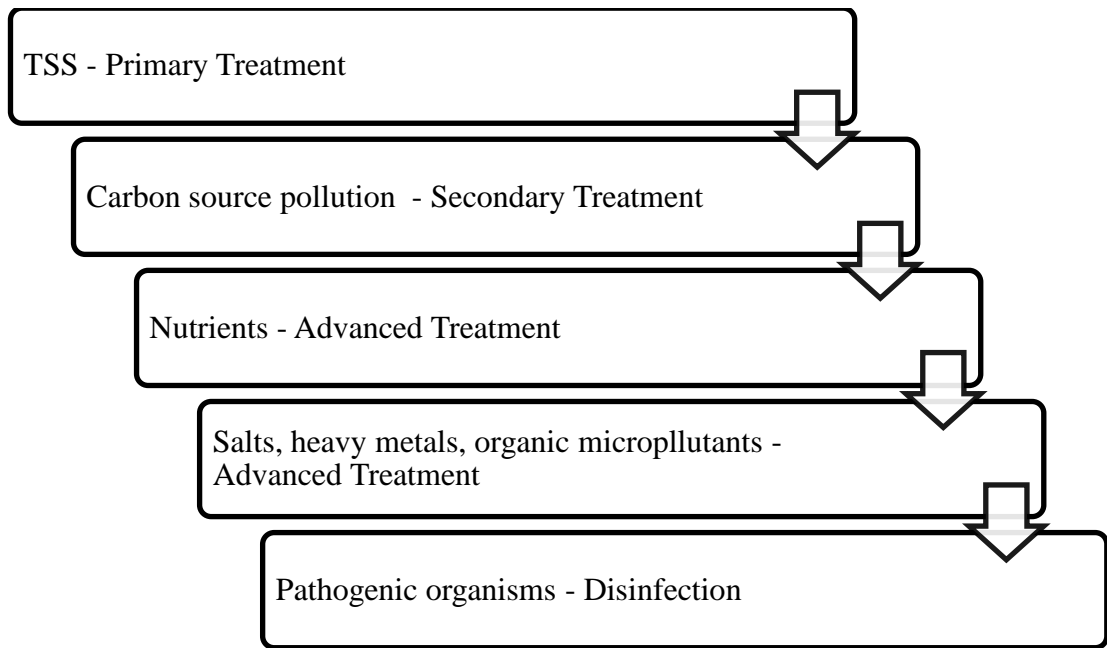 TSS - Primary Treatment
Carbon source pollution  - Secondary Treatment
Nutrients - Advanced Treatment
Salts, heavy metals, organic micropllutants -
Advanced Treatment
Pathogenic organisms - Disinfection